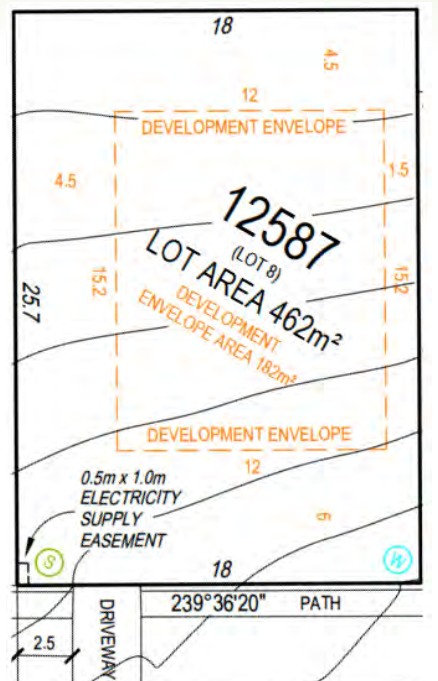 18
4.5
12
DEVELOPMENT ENVELOPE
4.5
1.5
12587
(LOT 8)
LOT AREA 462m²
DEVELOPMENT
ENVELOPE AREA 182m²
15.2
15.2
25.7
DEVELOPMENT ENVELOPE
12
0.5m x 1.0m
ELECTRICITY
SUPPLY
EASEMENT
6
S
W
18
239°36'20" PATH
DRIVEWAY
2.5